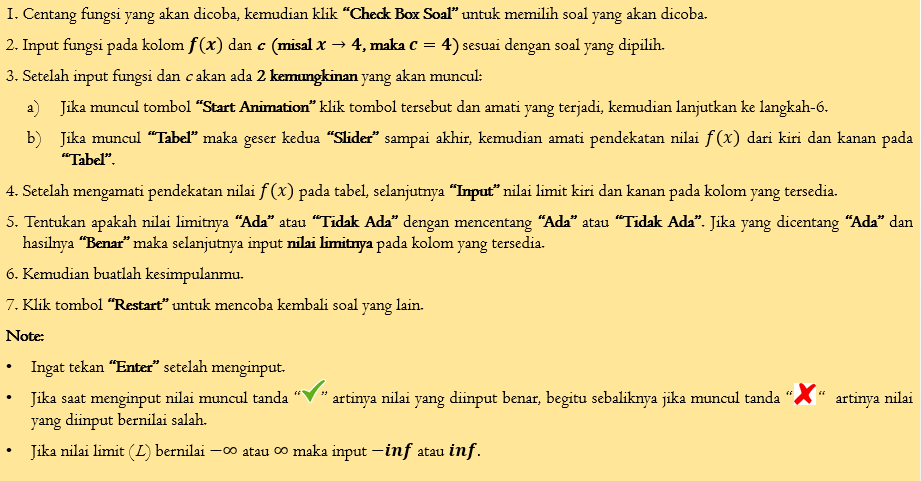 1. Centang fungsi yang akan dicoba, kemudian klik “Check Box Soal” untuk memilih soal yang akan dicoba.
2. Input fungsi pada kolom f(x) dan c (misal x → 4, maka c = 4) sesuai dengan soal yang dipilih.
3. Setelah input fungsi dan c akan ada 2 kemungkinan yang akan muncul:
a) Jika muncul tombol “Start Animation” klik tombol tersebut dan amati yang terjadi, kemudian lanjutkan ke langkah-6.
b) Jika muncul “Tabel” maka geser kedua “Slider” sampai akhir, kemudian amati pendekatan nilai f(x) dari kiri dan kanan pada
“Tabel”.
4. Setelah mengamati pendekatan nilai f(x) pada tabel, selanjutnya “Input” nilai limit kiri dan kanan pada kolom yang tersedia.
5. Tentukan apakah nilai limitnya “Ada” atau “Tidak Ada” dengan mencentang “Ada” atau “Tidak Ada”. Jika yang dicentang “Ada” dan
hasilnya “Benar” maka selanjutnya input nilai limitnya pada kolom yang tersedia.
6. Kemudian buatlah kesimpulanmu.
7. Klik tombol “Restart” untuk mencoba kembali soal yang lain.
Note:
• Ingat tekan “Enter” setelah menginput.
• Jika saat menginput nilai muncul tanda “✓” artinya nilai yang diinput benar, begitu sebaliknya jika muncul tanda “✗“ artinya nilai
yang diinput bernilai salah.
• Jika nilai limit (L) bernilai −∞ atau ∞ maka input −inf atau inf.